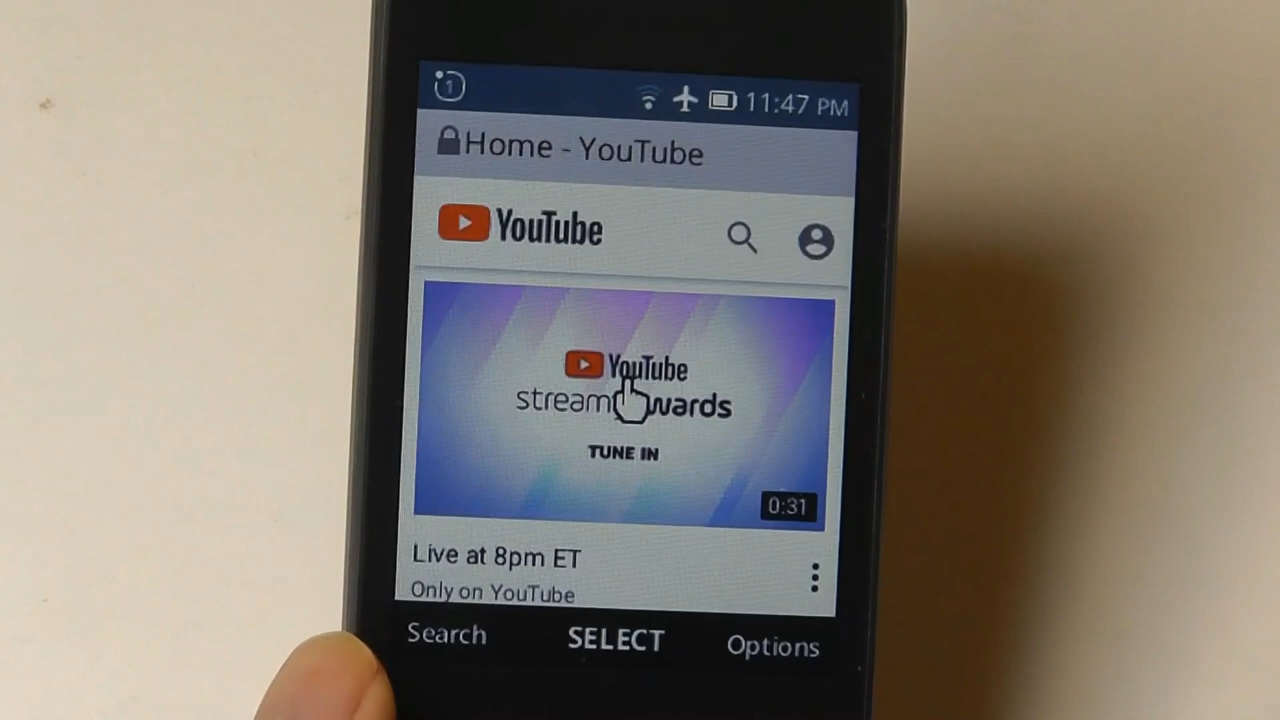 1
11:47 PM
Home - YouTube
YouTube
YouTube
stream wards
TUNE IN
0:31
Live at 8pm ET
Only on YouTube
Search SELECT Options